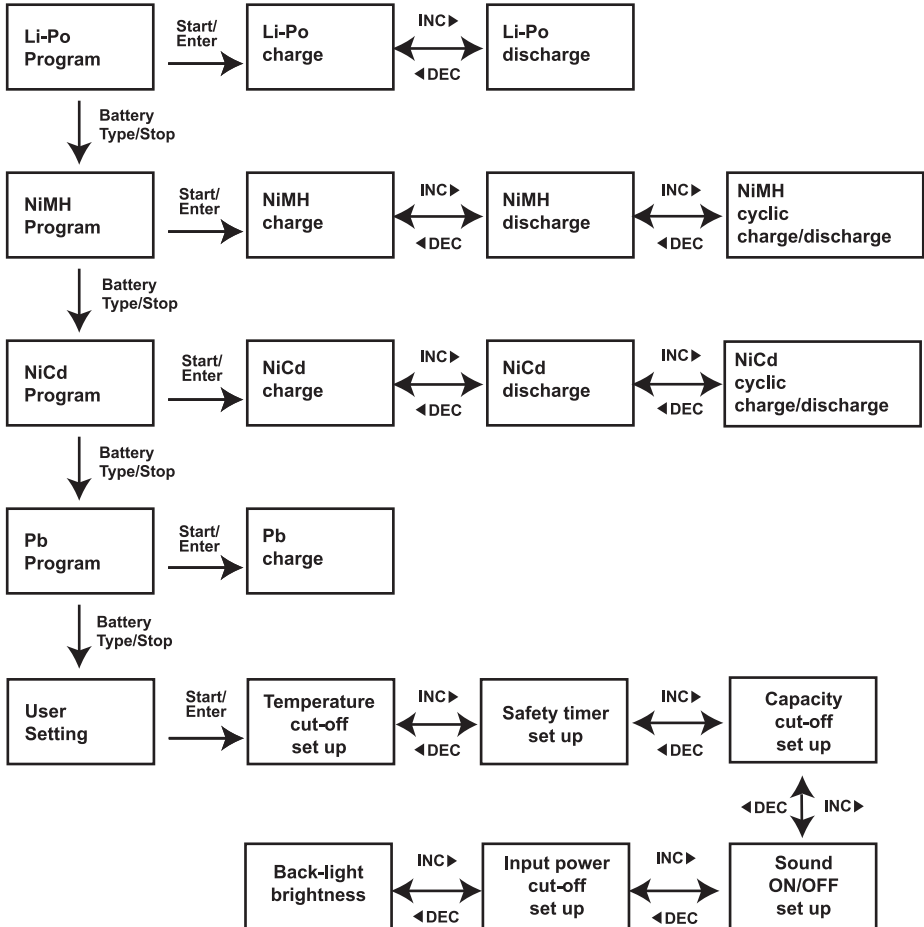 Li-Po
Program
Start/
Enter
Li-Po
charge
INC▶
◀DEC
Li-Po
discharge
Battery
Type/Stop
NiMH
Program
Start/
Enter
NiMH
charge
INC▶
◀DEC
NiMH
discharge
INC▶
◀DEC
NiMH
cyclic
charge/discharge
Battery
Type/Stop
NiCd
Program
Start/
Enter
NiCd
charge
INC▶
◀DEC
NiCd
discharge
INC▶
◀DEC
NiCd
cyclic
charge/discharge
Battery
Type/Stop
Pb
Program
Start/
Enter
Pb
charge
Battery
Type/Stop
User
Setting
Start/
Enter
Temperature
cut-off
set up
INC▶
◀DEC
Safety timer
set up
INC▶
◀DEC
Capacity
cut-off
set up
◀DEC
INC▶
Back-light
brightness
INC▶
◀DEC
Input power
cut-off
set up
INC▶
◀DEC
Sound
ON/OFF
set up